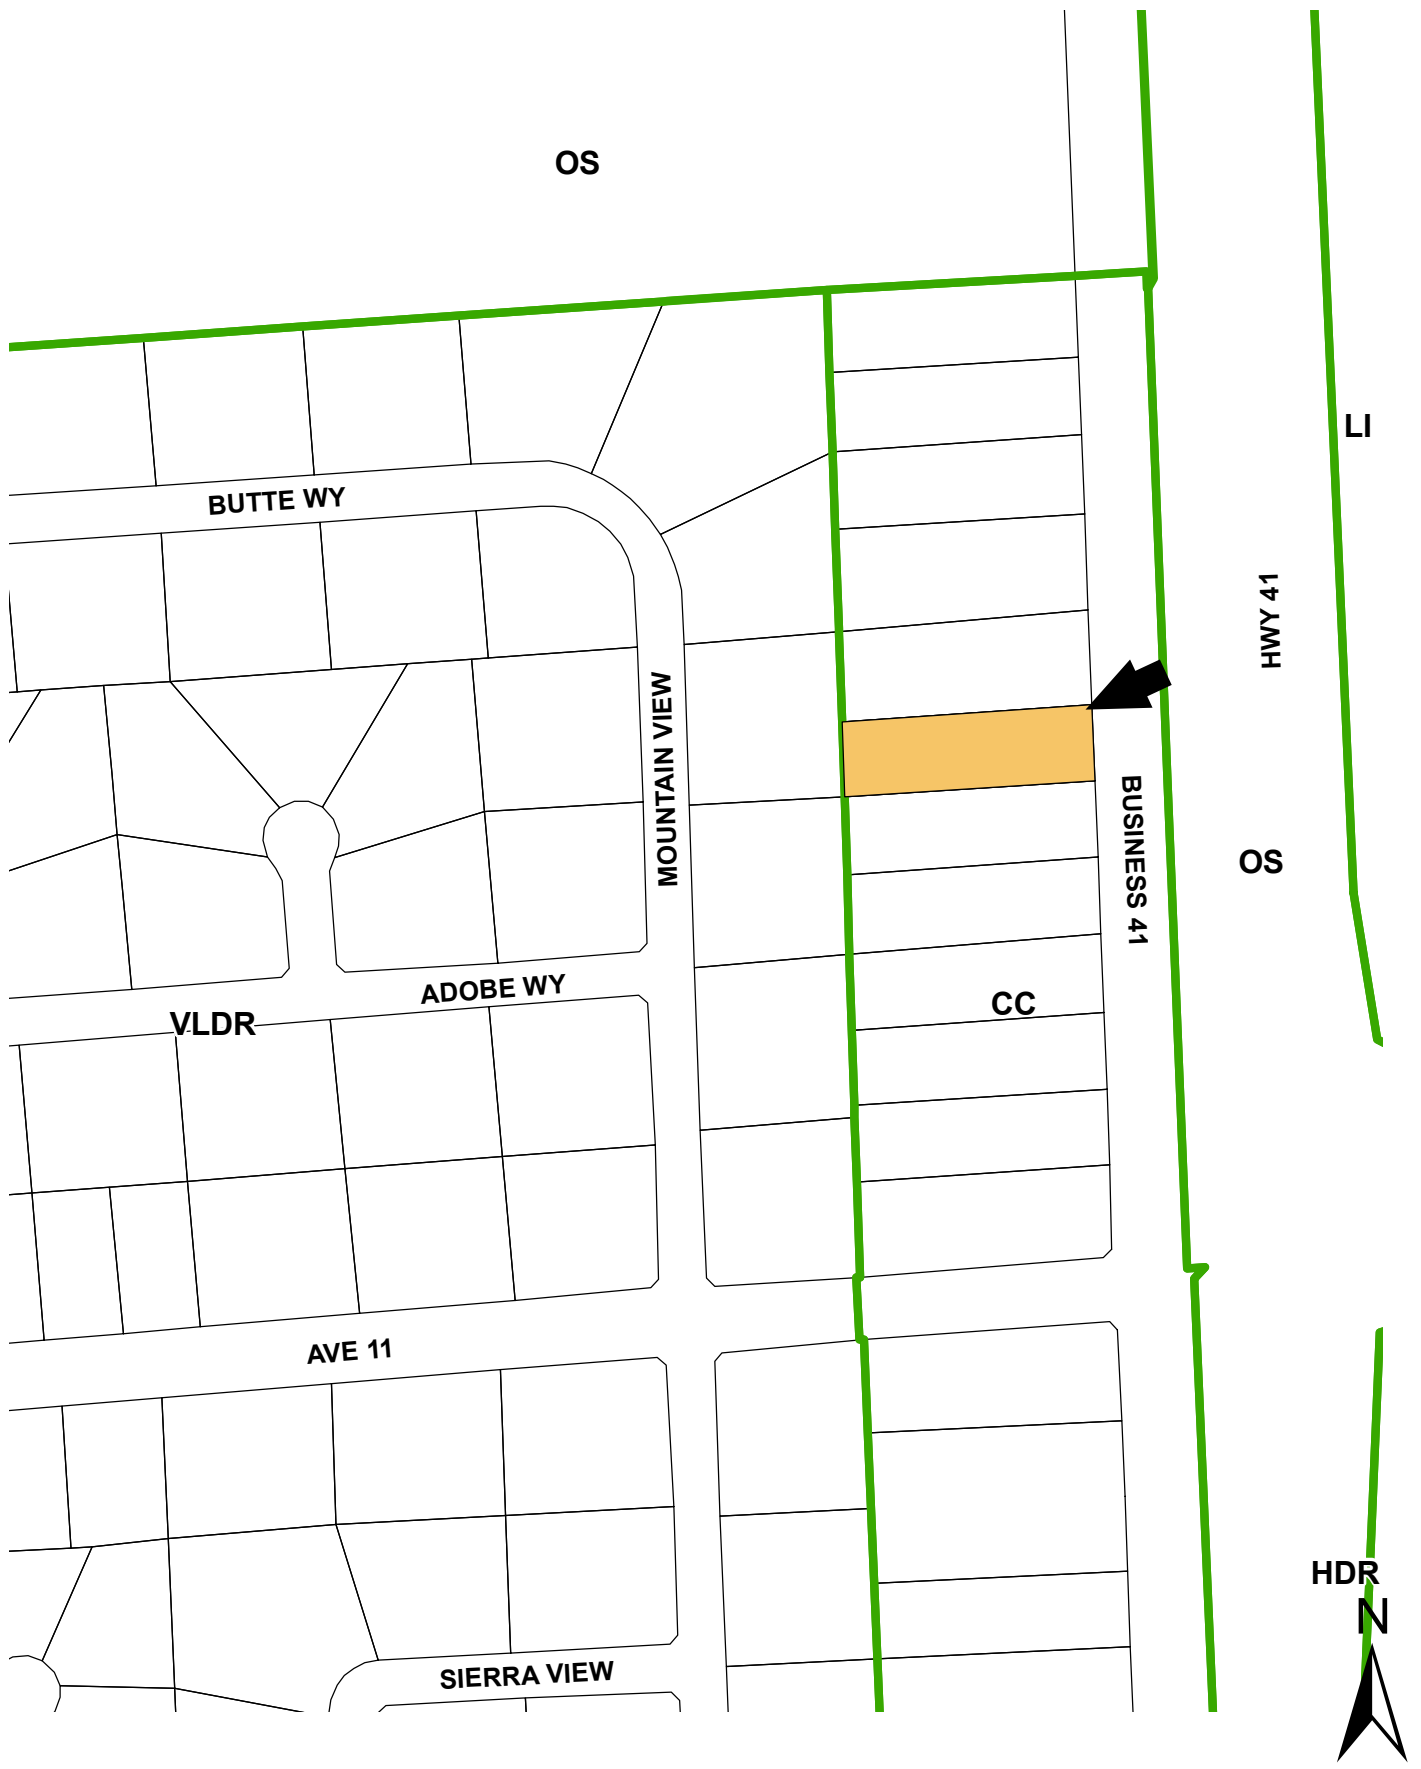 OS
LI
BUTTE WY
HWY 41
MOUNTAIN VIEW
BUSINESS 41
OS
ADOBE WY
CC
VLDR
AVE 11
HDR
N
SIERRA VIEW